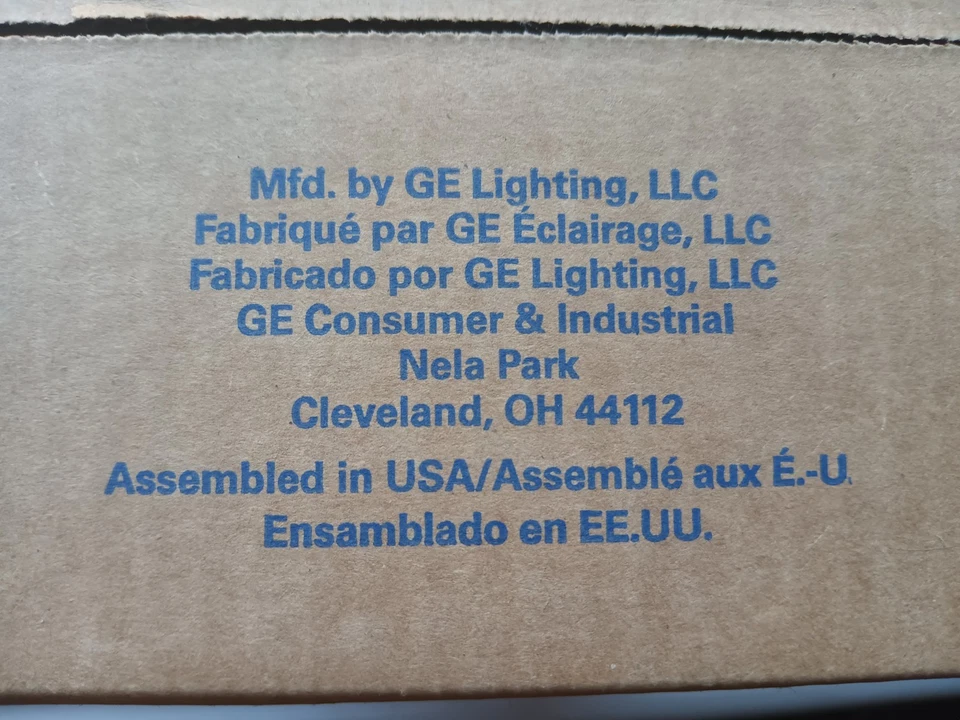 Mfd. by GE Lighting, LLC
Fabriqué par GE Éclairage, LLC
Fabricado por GE Lighting, LLC
GE Consumer & Industrial
Nela Park
Cleveland, OH 44112
Assembled in USA/Assemblé aux É.-U.
Ensamblado en EE.UU.